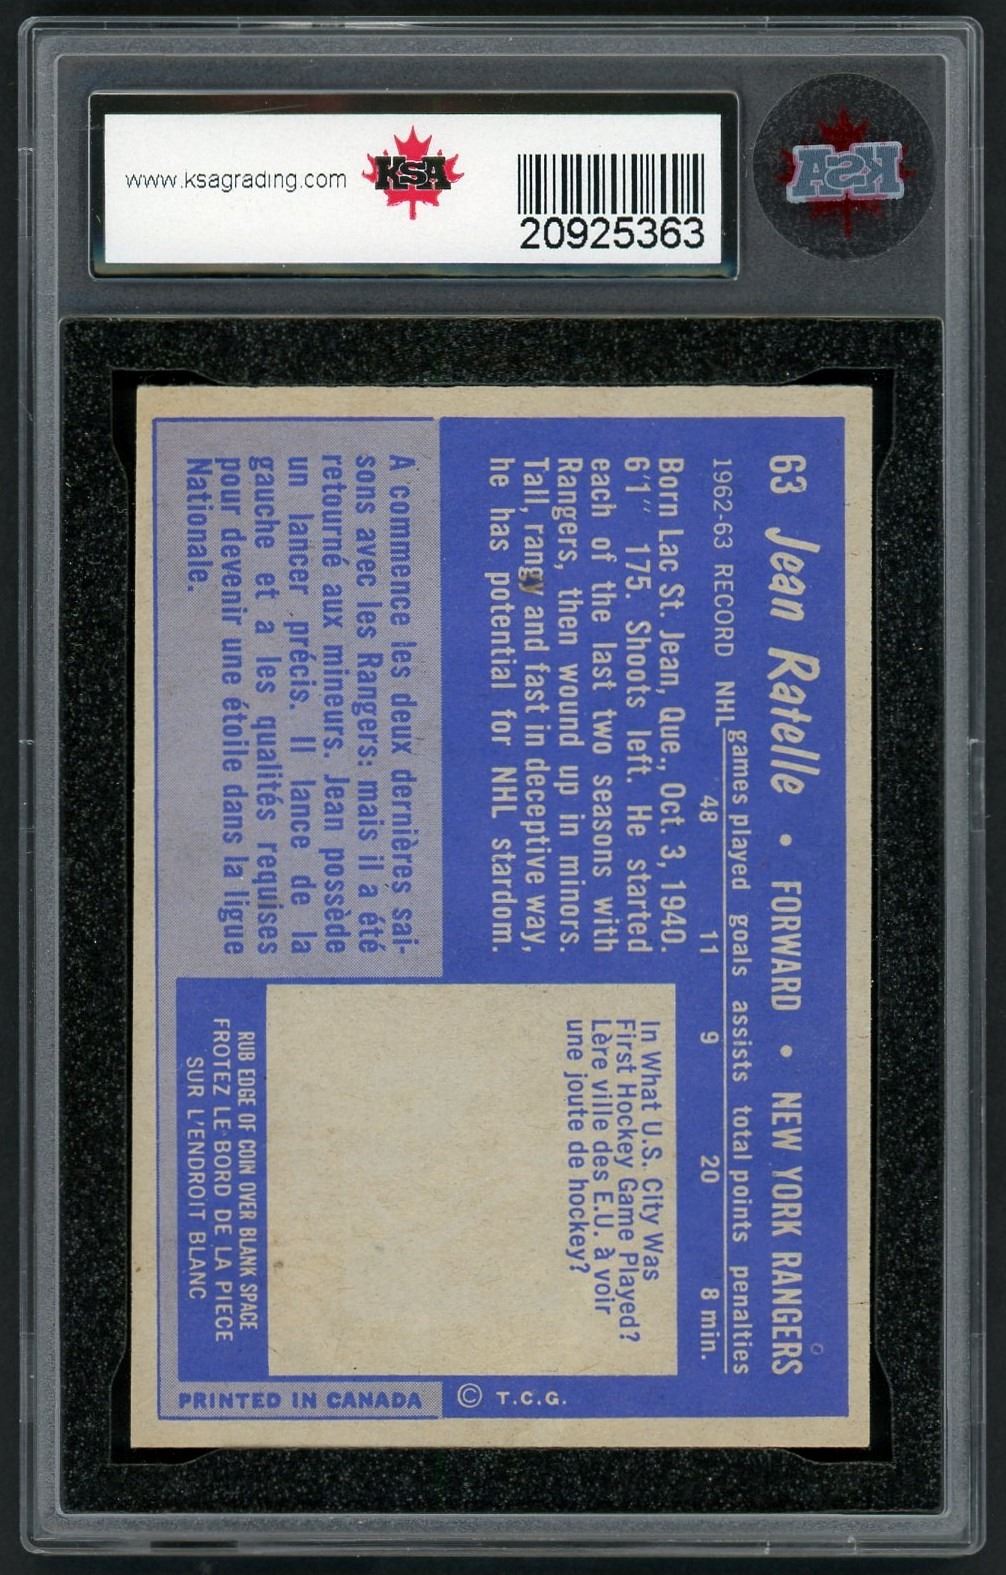 www.ksagrading.com
KSA
20925363
KSA
63 Jean Ratelle • FORWARD • NEW YORK RANGERS
games played goals assists total points penalties
1962-63 RECORD NHL 48 11 9 20 8 min.
Born Lac St. Jean, Que., Oct. 3, 1940.
6'1" 175. Shoots left. He started
each of the last two seasons with
Rangers, then wound up in minors.
Tall, rangy and fast in deceptive way,
he has potential for NHL stardom.
A commence les deux dernières sai-
sons avec les Rangers: mais il a été
retourné aux mineurs. Jean possède
un lancer précis. Il lance de la
gauche et a les qualités requises
pour devenir une étoile dans la ligue
Nationale.
In What U.S. City Was
First Hockey Game Played?
Lère ville des E.U. à voir
une joute de hockey?
RUB EDGE OF COIN OVER BLANK SPACE
FROTEZ LE BORD DE LA PIECE
SUR L'ENDROIT BLANC
© T.C.G.
PRINTED IN CANADA